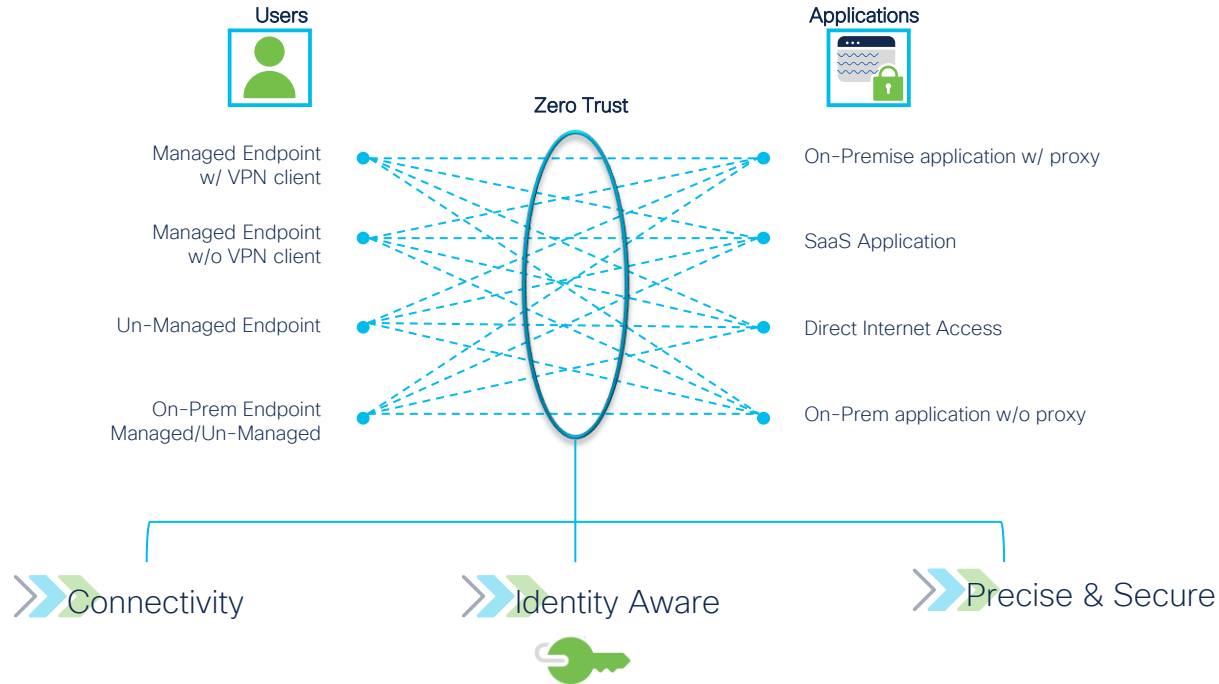 Users
Applications
Zero Trust
Managed Endpoint
w/ VPN client
Managed Endpoint
w/o VPN client
Un-Managed Endpoint
On-Prem Endpoint
Managed/Un-Managed
On-Premise application w/ proxy
SaaS Application
Direct Internet Access
On-Prem application w/o proxy
Connectivity
Identity Aware
Precise & Secure